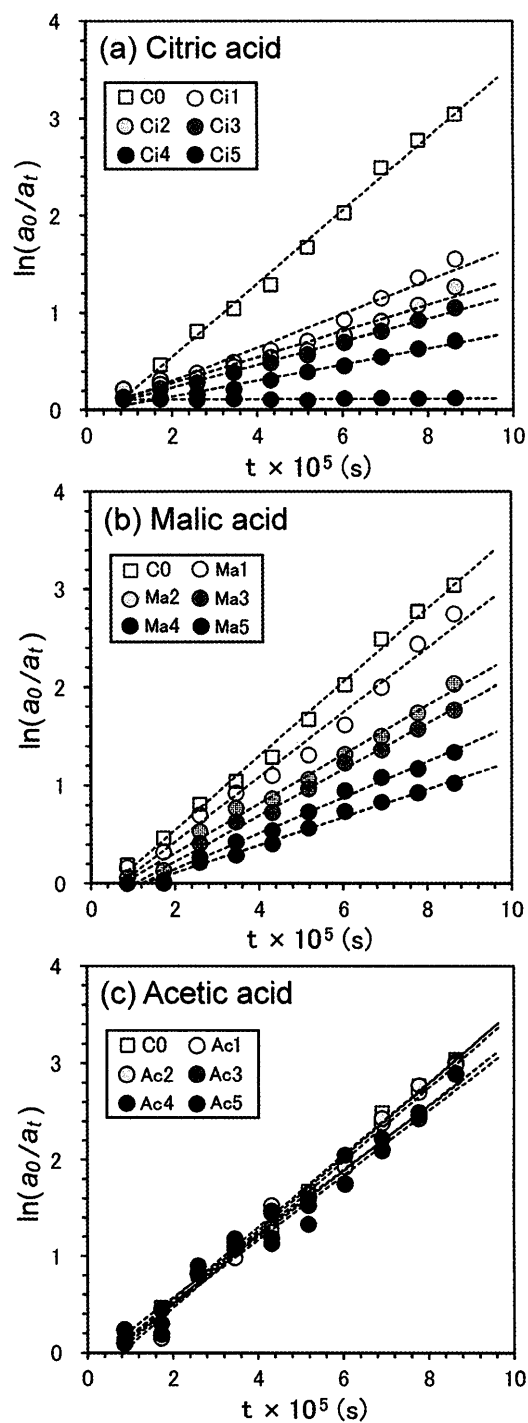 (a) Citric acid
C0 Ci1
Ci2 Ci3
Ci4 Ci5
4
3
2
1
0
ln(a0/at)
0 2 4 6 8 10
t × 10⁵ (s)
(b) Malic acid
C0 Ma1
Ma2 Ma3
Ma4 Ma5
4
3
2
1
0
ln(a0/at)
0 2 4 6 8 10
t × 10⁵ (s)
(c) Acetic acid
C0 Ac1
Ac2 Ac3
Ac4 Ac5
4
3
2
1
0
ln(a0/at)
0 2 4 6 8 10
t × 10⁵ (s)